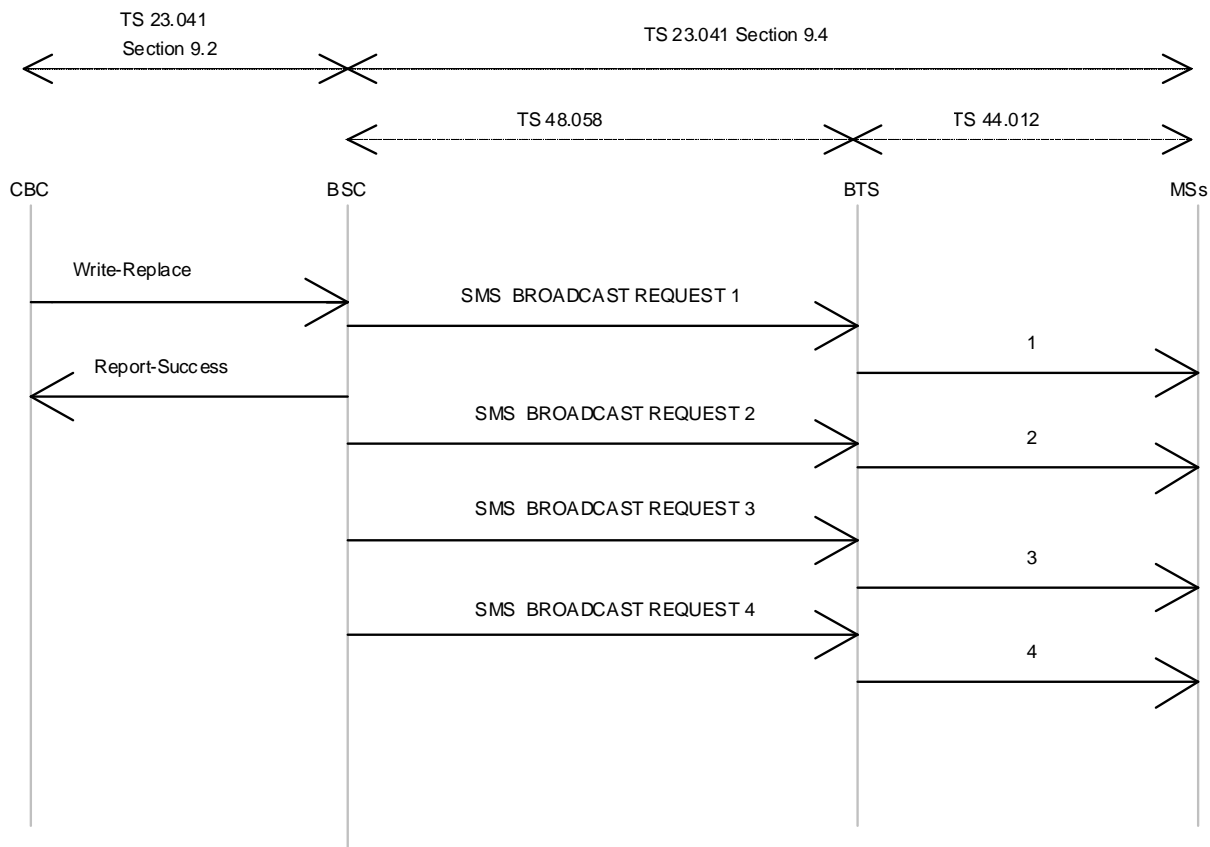 TS 23.041
Section 9.2
TS 23.041 Section 9.4
TS 48.058
TS 44.012
CBC
BSC
BTS
MSs
Write-Replace
SMS BROADCAST REQUEST 1
1
Report-Success
SMS BROADCAST REQUEST 2
2
SMS BROADCAST REQUEST 3
3
SMS BROADCAST REQUEST 4
4